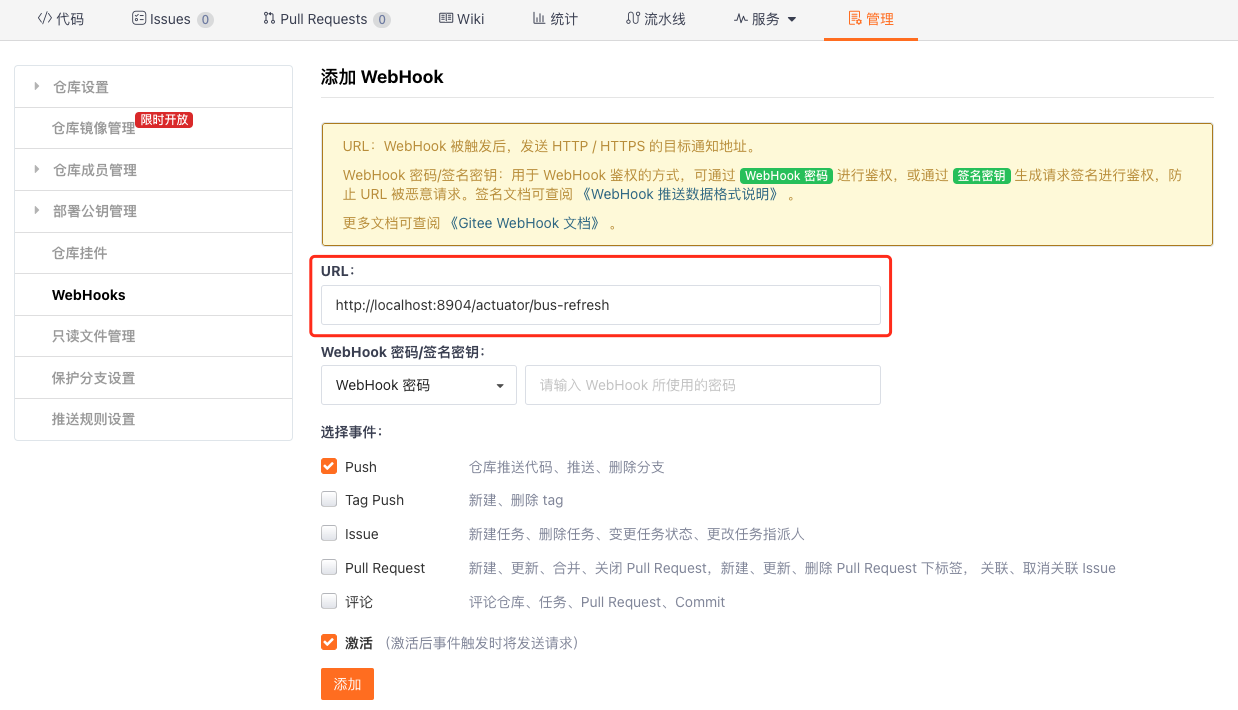 代码 Issues 0 Pull Requests 0 Wiki 统计 流水线 服务 管理
仓库设置
仓库镜像管理 限时开放
仓库成员管理
部署公钥管理
仓库挂件
WebHooks
只读文件管理
保护分支设置
推送规则设置
添加 WebHook
URL：WebHook 被触发后，发送 HTTP / HTTPS 的目标通知地址。
WebHook 密码/签名密钥：用于 WebHook 鉴权的方式，可通过 WebHook 密码 进行鉴权，或通过 签名密钥 生成请求签名进行鉴权，防
止 URL 被恶意请求。签名文档可查阅 《WebHook 推送数据格式说明》 。
更多文档可查阅 《Gitee WebHook 文档》 。
URL：
http://localhost:8904/actuator/bus-refresh
WebHook 密码/签名密钥：
WebHook 密码 请输入 WebHook 所使用的密码
选择事件：
Push 仓库推送代码、推送、删除分支
Tag Push 新建、删除 tag
Issue 新建任务、删除任务、变更任务状态、更改任务指派人
Pull Request 新建、更新、合并、关闭 Pull Request，新建、更新、删除 Pull Request 下标签， 关联、取消关联 Issue
评论 评论仓库、任务、Pull Request、Commit
激活 （激活后事件触发时将发送请求）
添加